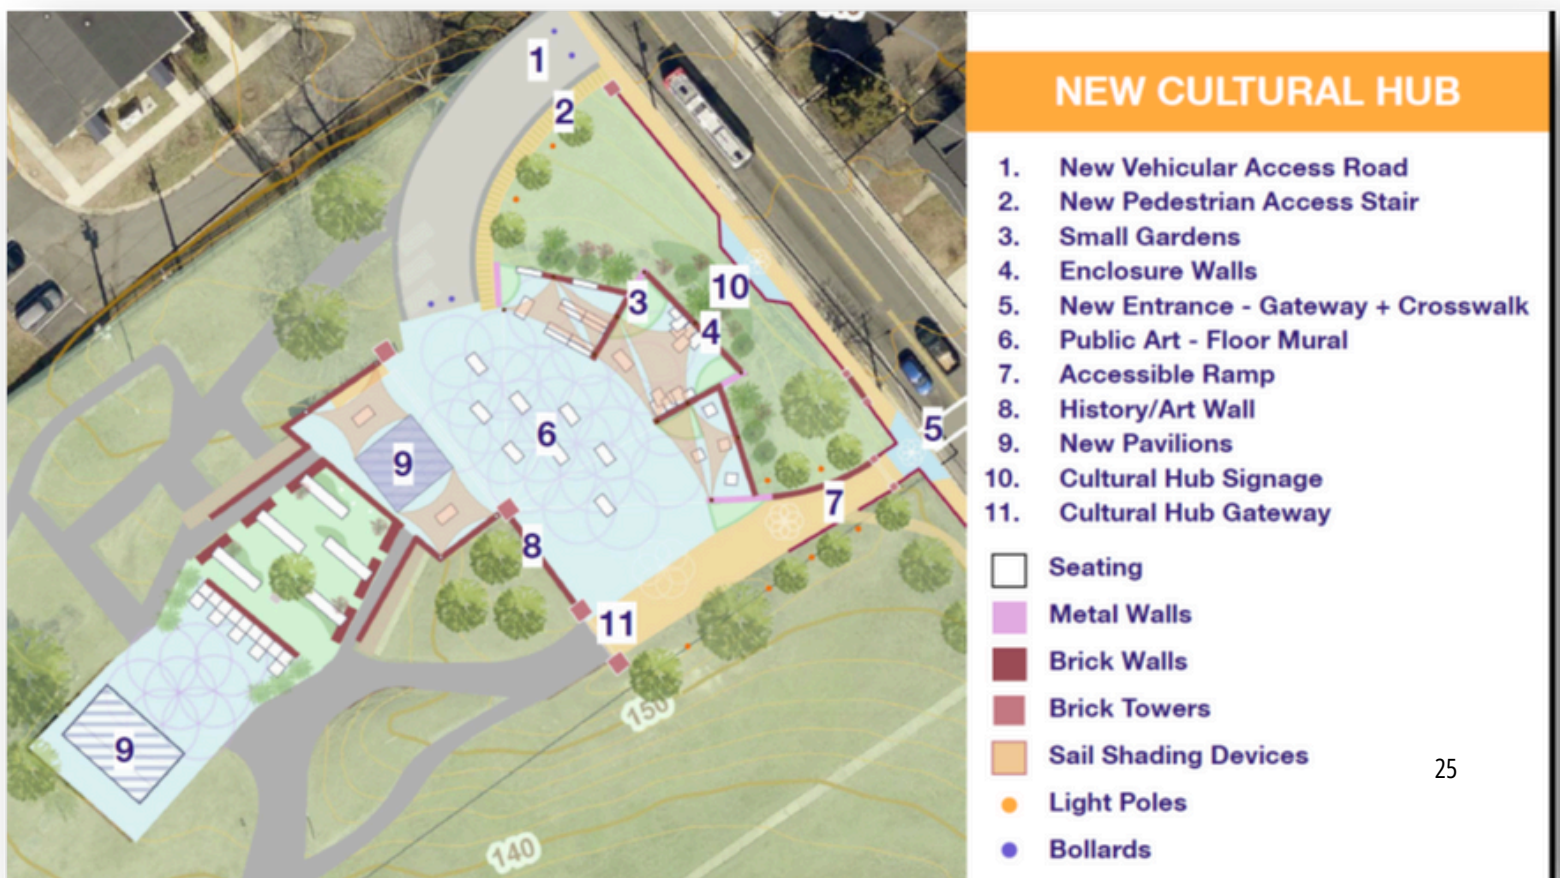 NEW CULTURAL HUB
1. New Vehicular Access Road
2. New Pedestrian Access Stair
3. Small Gardens
4. Enclosure Walls
5. New Entrance - Gateway + Crosswalk
6. Public Art - Floor Mural
7. Accessible Ramp
8. History/Art Wall
9. New Pavilions
10. Cultural Hub Signage
11. Cultural Hub Gateway
Seating
Metal Walls
Brick Walls
Brick Towers
Sail Shading Devices
Light Poles
Bollards
25
1
2
3
10
4
5
6
9
7
8
11
9
150
140